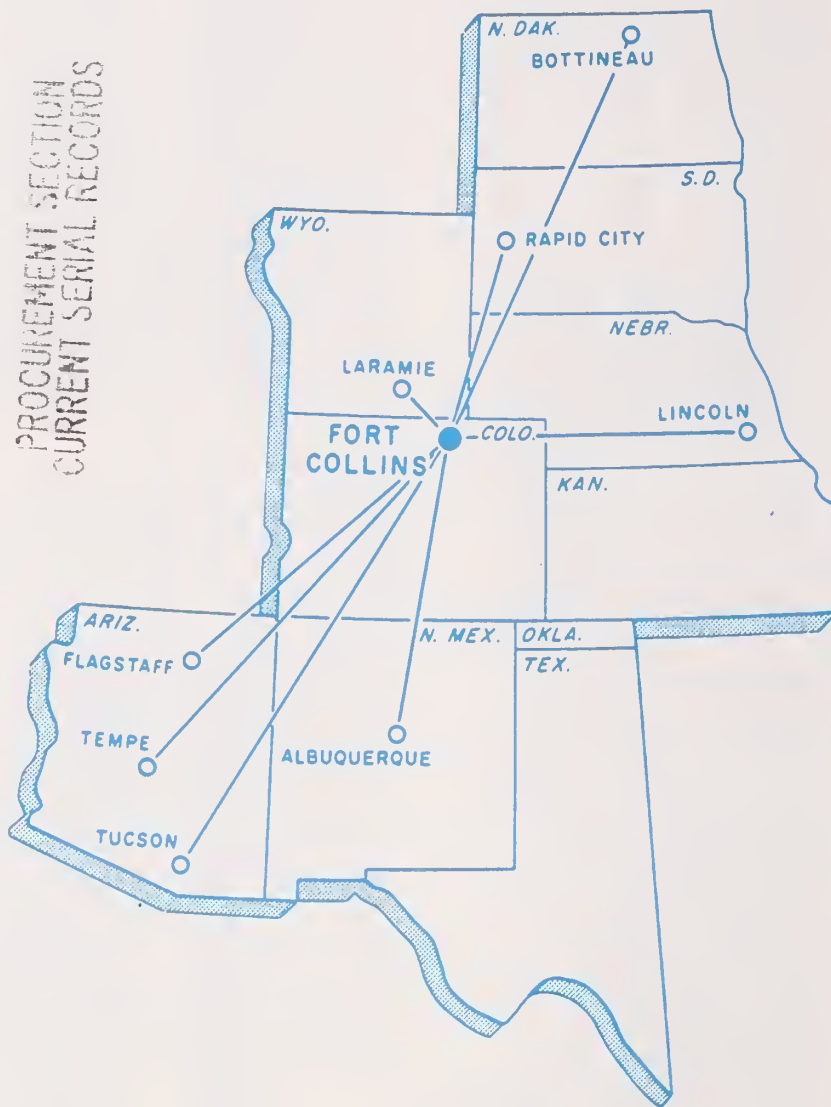 PROCUREMENT SECTION
CURRENT SERIAL RECORDS
N. DAK.
BOTTINEAU
S.D.
WYO.
RAPID CITY
NEBR.
LARAMIE
LINCOLN
FORT
COLLINS
COLO.
KAN.
ARIZ.
N. MEX.
OKLA.
FLAGSTAFF
TEX.
TEMPE
ALBUQUERQUE
TUCSON